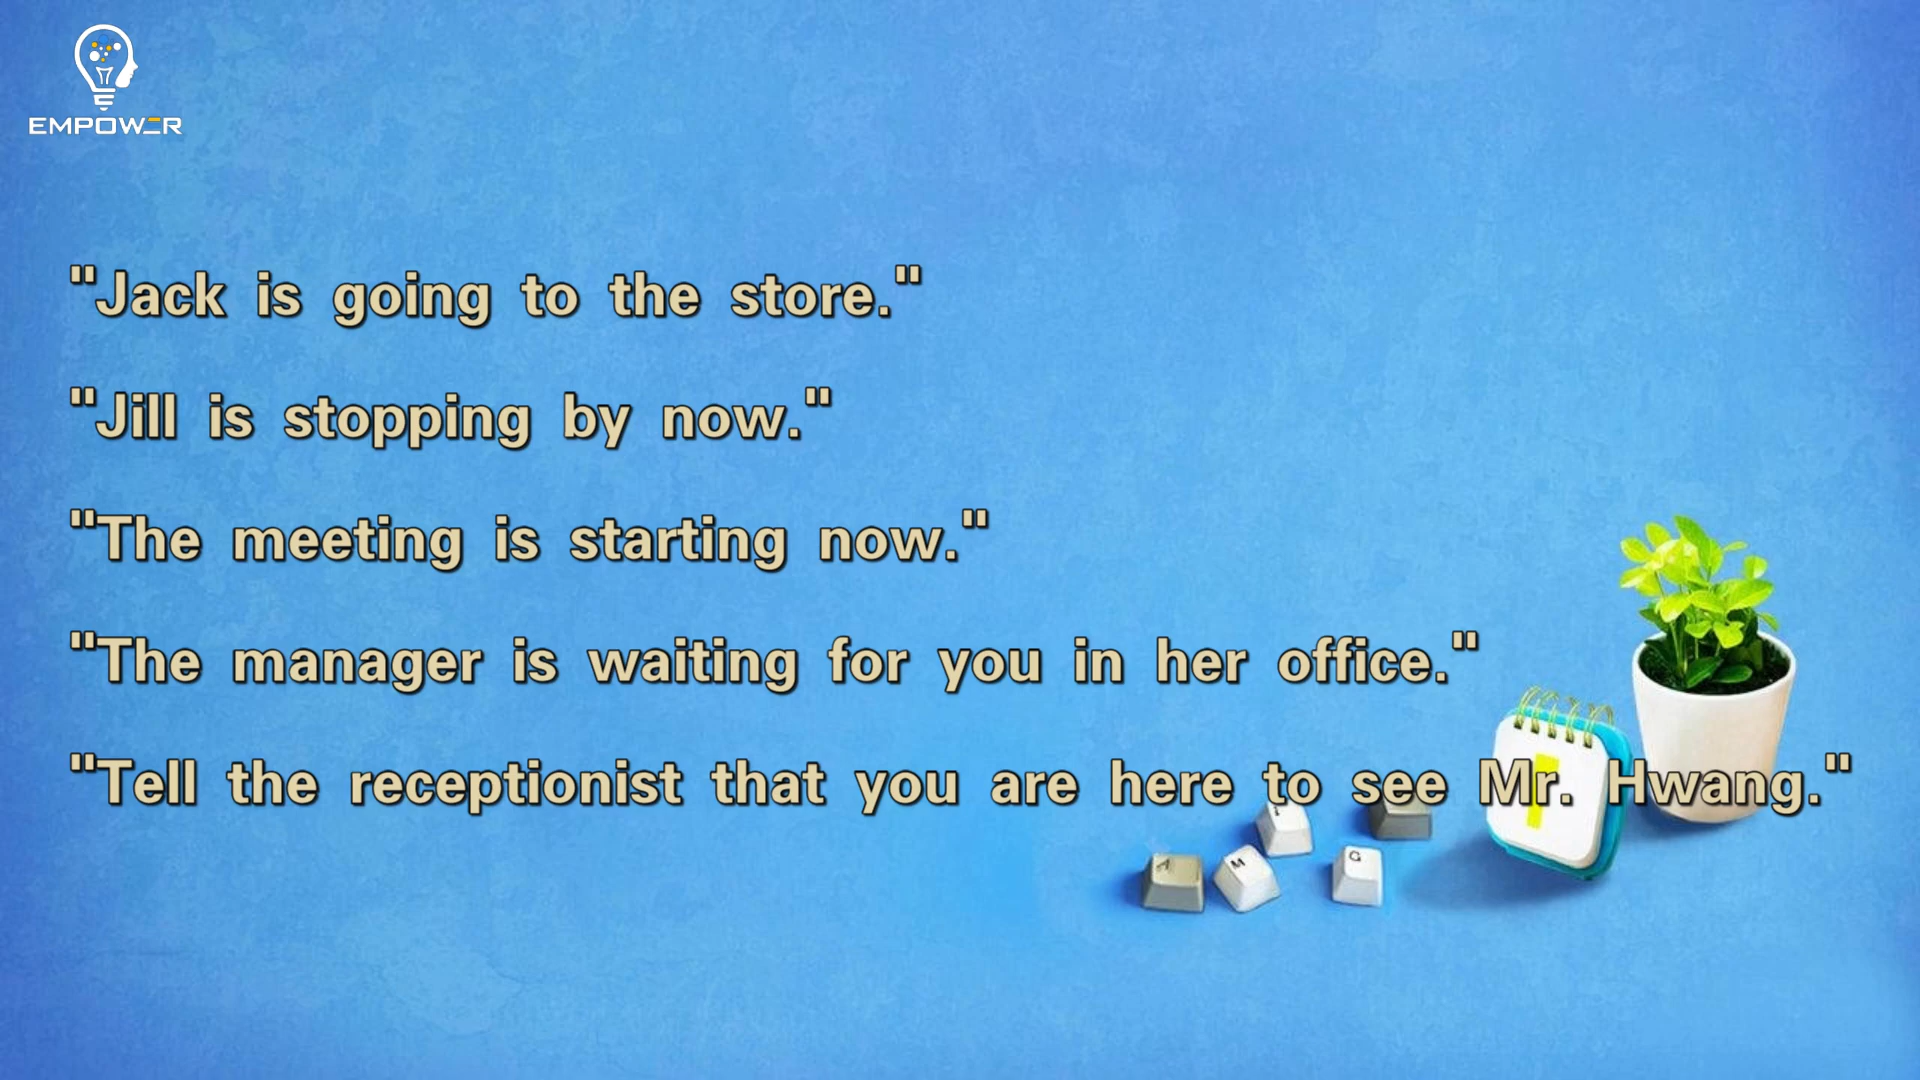 EMPOWER
"Jack is going to the store."
"Jill is stopping by now."
"The meeting is starting now."
"The manager is waiting for you in her office."
"Tell the receptionist that you are here to see Mr. Hwang."
A M G